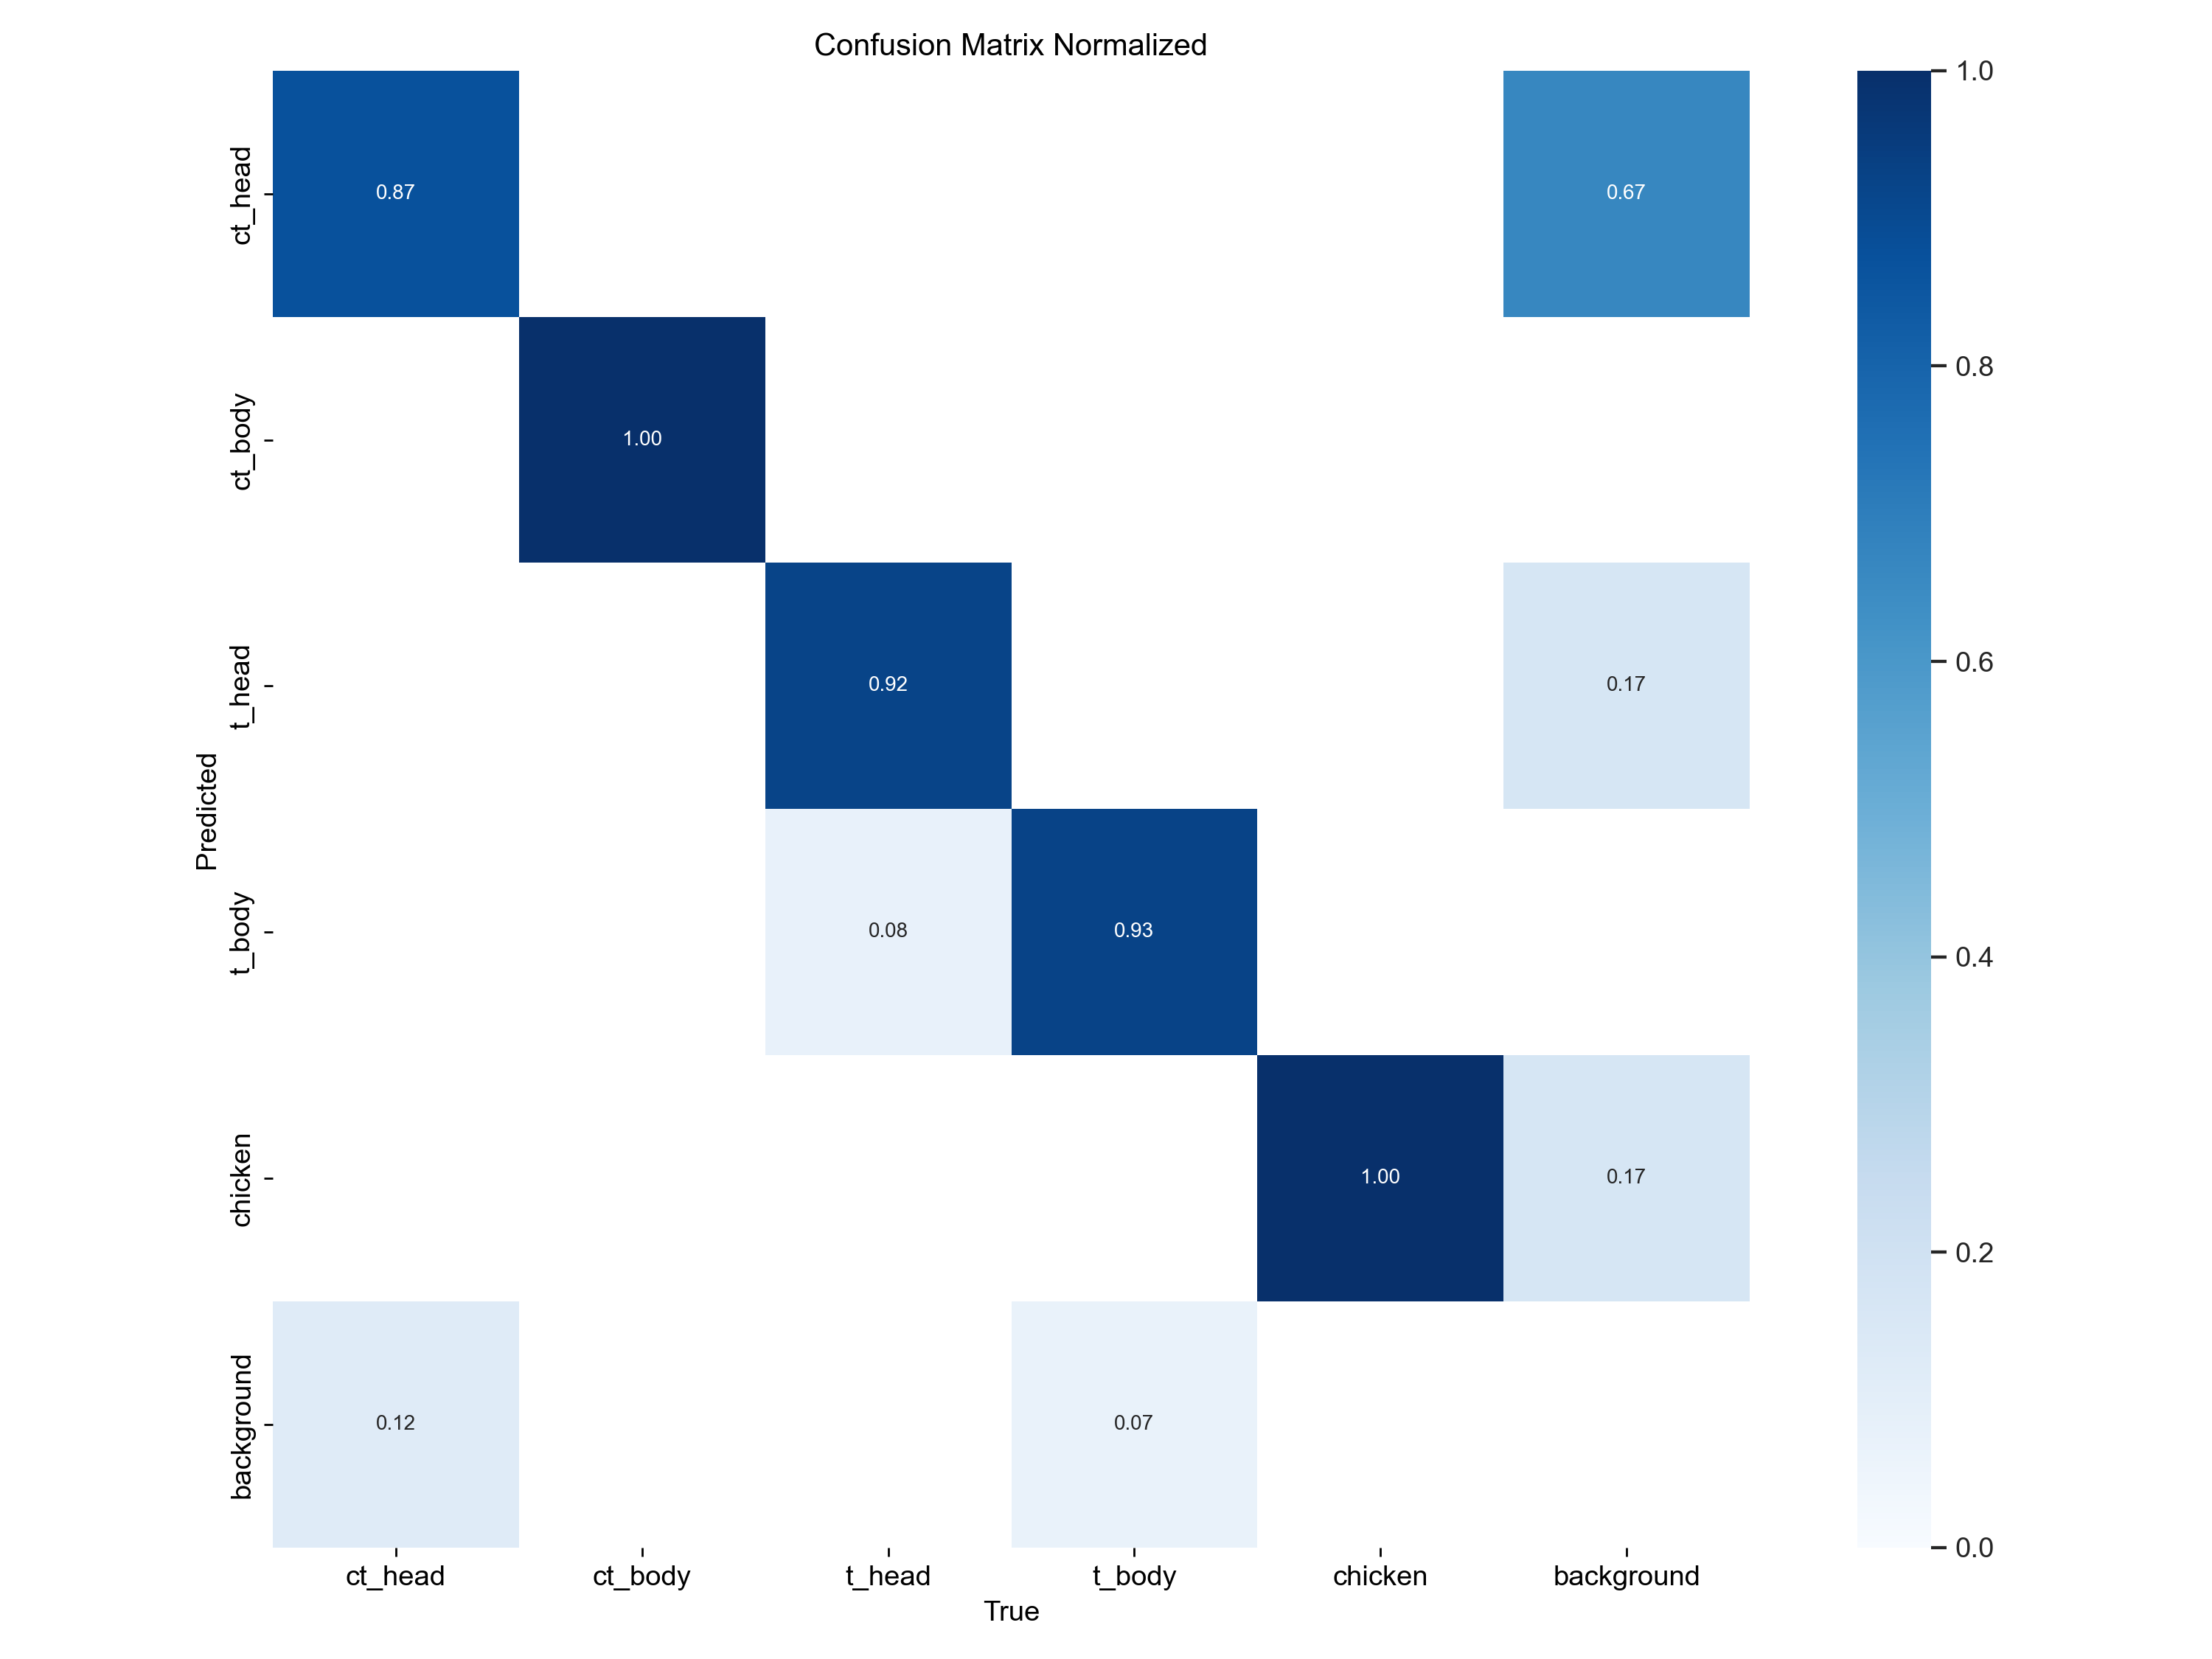 Confusion Matrix Normalized
ct_head
0.87
0.67
1.0
0.8
ct_body
1.00
0.6
t_head
0.92
0.17
Predicted
t_body
0.08
0.93
0.4
chicken
1.00
0.17
0.2
background
0.12
0.07
0.0
ct_head ct_body t_head t_body chicken background
True